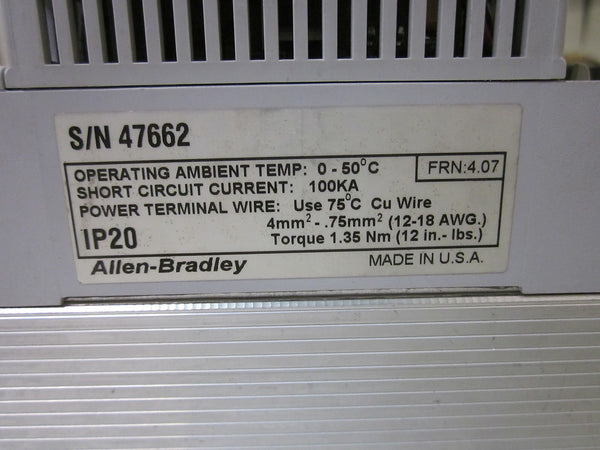 S/N 47662
OPERATING AMBIENT TEMP: 0 - 50°C
FRN:4.07
SHORT CIRCUIT CURRENT: 100KA
POWER TERMINAL WIRE: Use 75°C Cu Wire
4mm² - .75mm² (12-18 AWG.)
IP20 Torque 1.35 Nm (12 in.- lbs.)
Allen-Bradley MADE IN U.S.A.